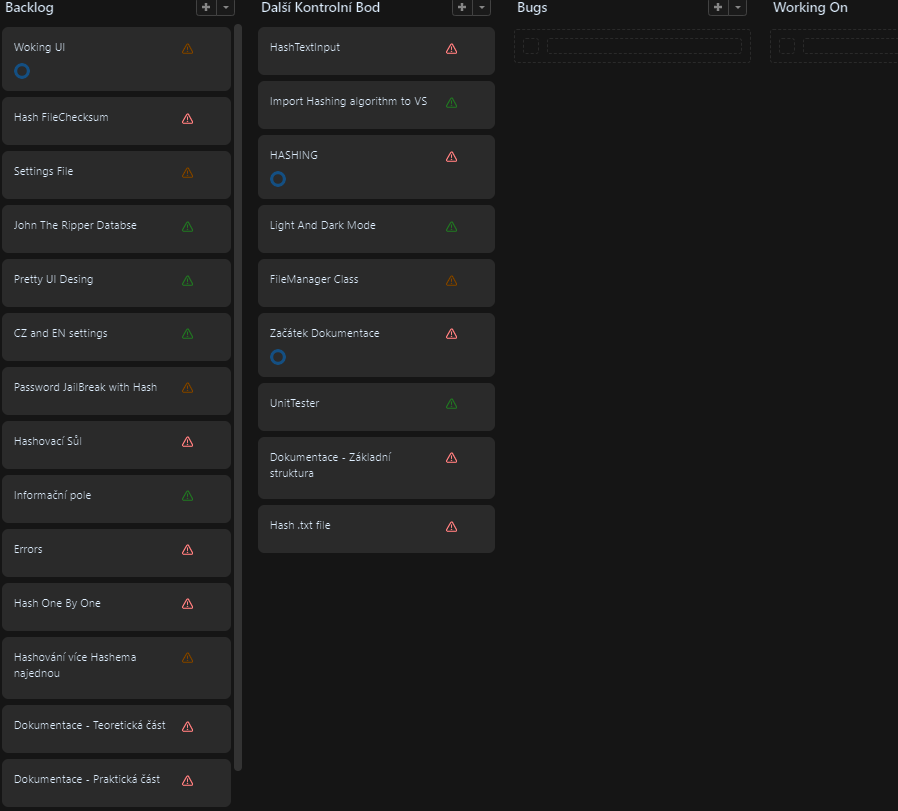 Backlog
Woking UI
Hash FileChecksum
Settings File
John The Ripper Databse
Pretty UI Desing
CZ and EN settings
Password JailBreak with Hash
Hashovací Sůl
Informační pole
Errors
Hash One By One
Hashování více Hashema
najednou
Dokumentace - Teoretická část
Dokumentace - Praktická část
Další Kontrolní Bod
HashTextInput
Import Hashing algorithm to VS
HASHING
Light And Dark Mode
FileManager Class
Začátek Dokumentace
UnitTester
Dokumentace - Základní
struktura
Hash .txt file
Bugs
Working On